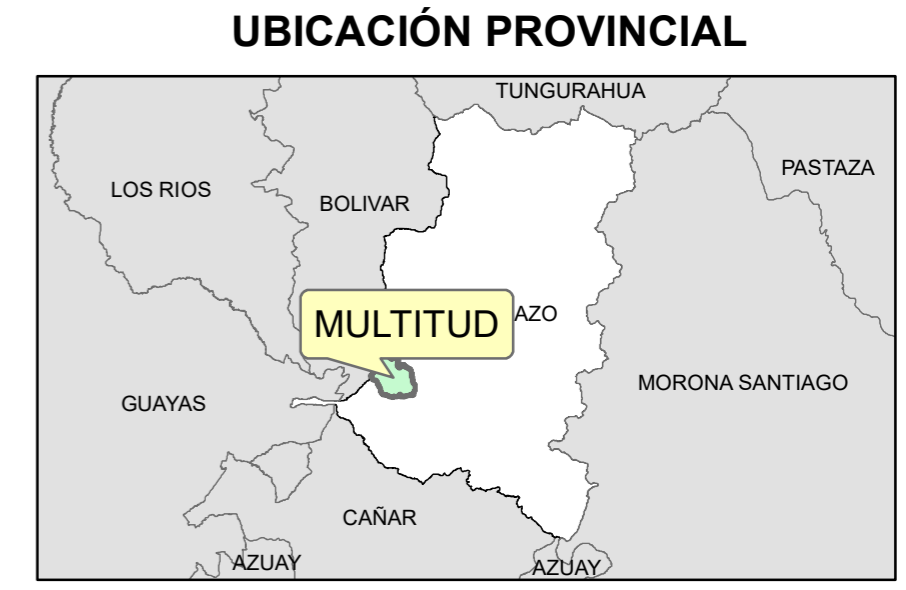 UBICACIÓN PROVINCIAL
TUNGURAHUA
PASTAZA
LOS RIOS
BOLIVAR
MULTITUD
AZO
MORONA SANTIAGO
GUAYAS
CAÑAR
AZUAY
AZUAY